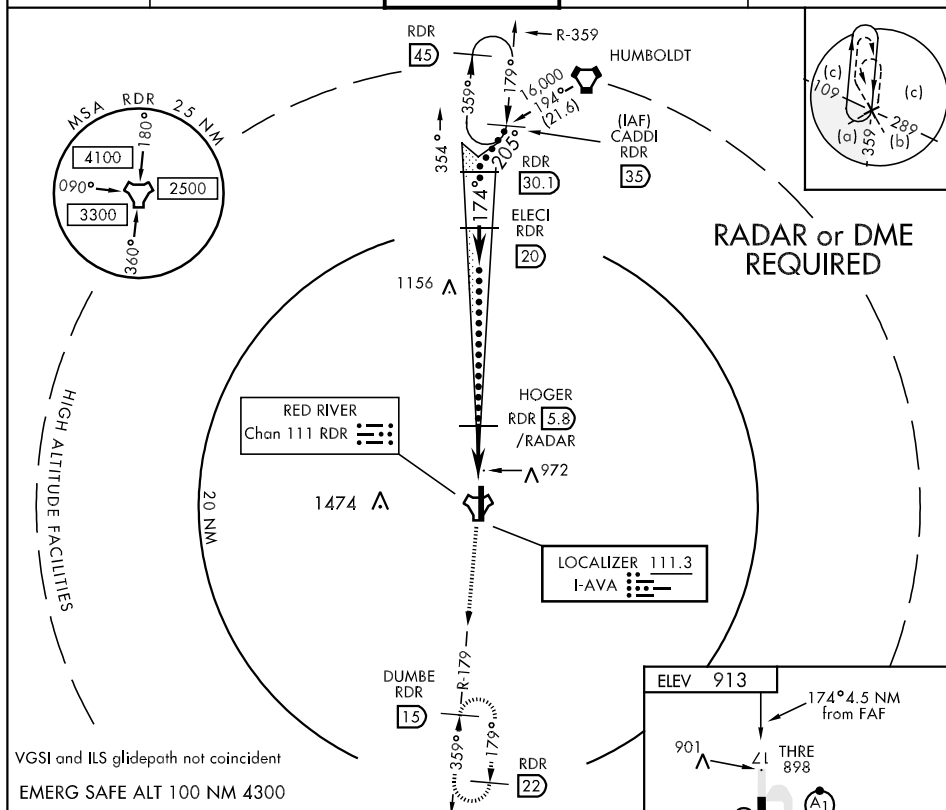 RDR
45
R-359
HUMBOLDT
16,000
194°
(21.6)
359°
179°
354°
205°
(IAF)
CADDI
RDR
35
RDR
30.1
174°
ELECI
RDR
20
MSA RDR 25 NM
180°
4100
090°
2500
3300
360°
(c)
109
(c)
(a)
359
289
(b)
RADAR or DME
REQUIRED
1156
HIGH ALTITUDE FACILITIES
RED RIVER
Chan 111 RDR
HOGER
RDR 5.8
/RADAR
972
1474
20 NM
LOCALIZER 111.3
I-AVA
R-179
DUMBE
RDR
15
359°
179°
RDR
22
VGSI and ILS glidepath not coincident
EMERG SAFE ALT 100 NM 4300
ELEV 913
174° 4.5 NM
from FAF
901
17
THRE
898
A1